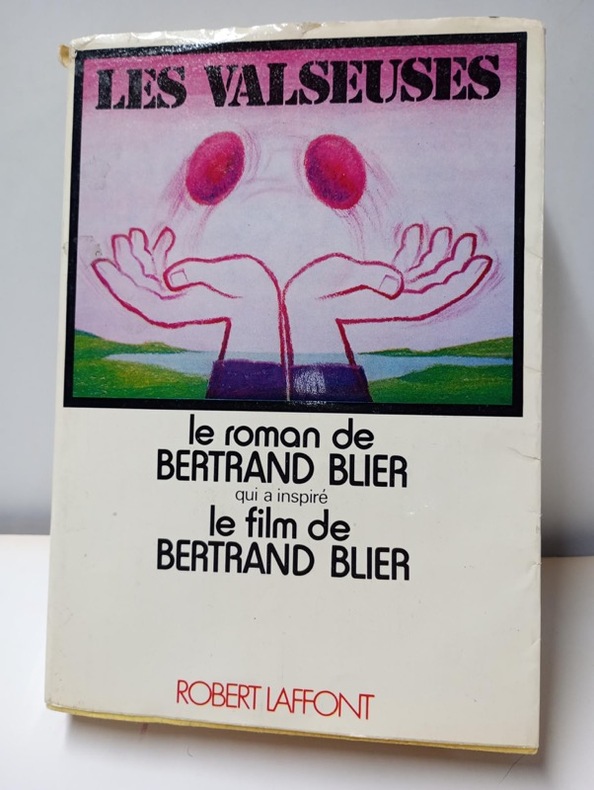 LES VALSEUSES
le roman de
BERTRAND BLIER
qui a inspiré
le film de
BERTRAND BLIER
ROBERT LAFFONT